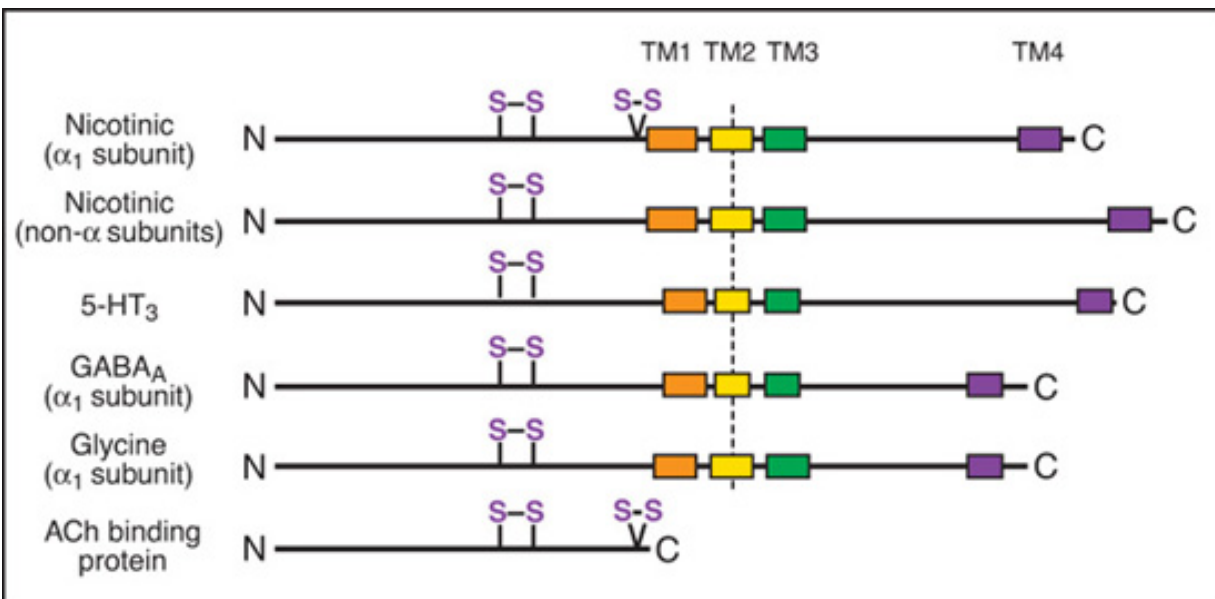 TM1 TM2 TM3 TM4
S–S S-S
Nicotinic
(α1 subunit)
N C
S–S
Nicotinic
(non-α subunits)
N C
S–S
5-HT3
N C
S–S
GABAA
(α1 subunit)
N C
S–S
Glycine
(α1 subunit)
N C
S–S S-S
ACh binding
protein
N C